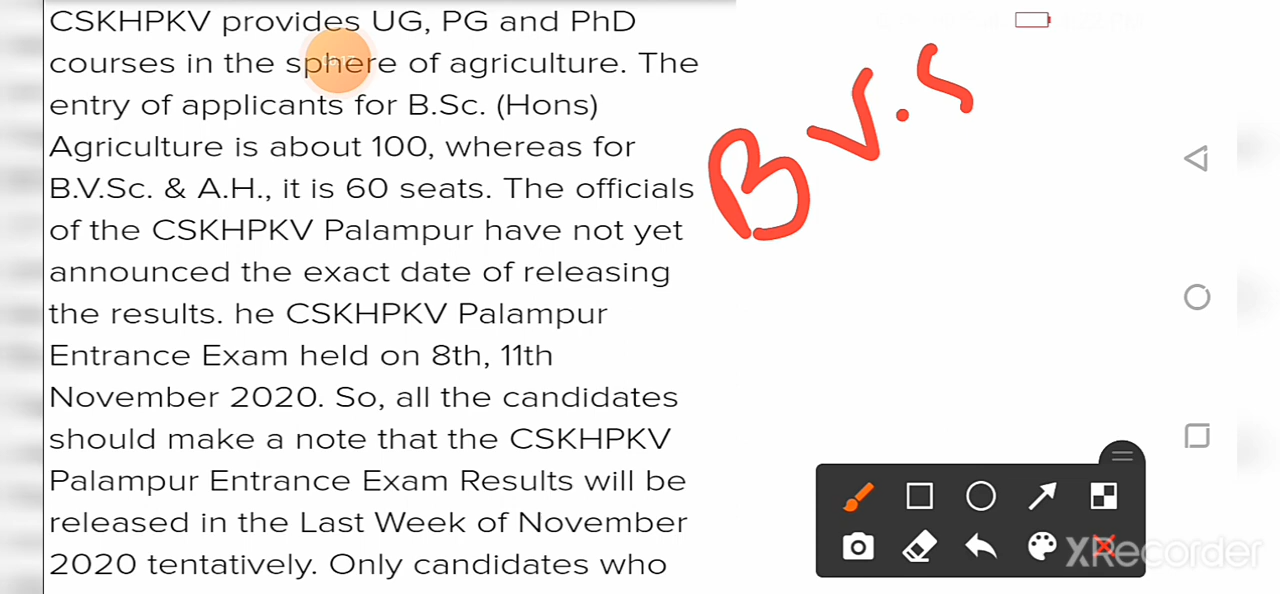 CSKHPKV provides UG, PG and PhD
courses in the sphere of agriculture. The
entry of applicants for B.Sc. (Hons)
Agriculture is about 100, whereas for
B.V.Sc. & A.H., it is 60 seats. The officials
of the CSKHPKV Palampur have not yet
announced the exact date of releasing
the results. he CSKHPKV Palampur
Entrance Exam held on 8th, 11th
November 2020. So, all the candidates
should make a note that the CSKHPKV
Palampur Entrance Exam Results will be
released in the Last Week of November
2020 tentatively. Only candidates who
B V.S
XRecorder